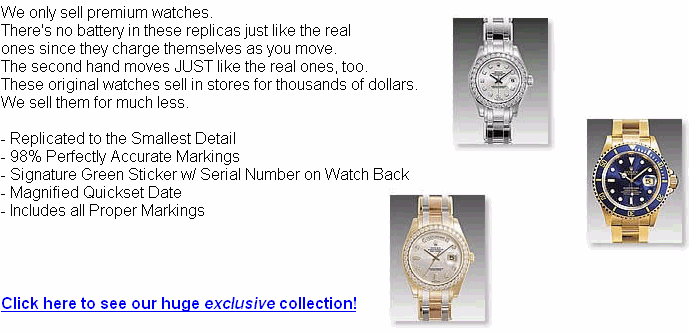 We only sell premium watches.
There's no battery in these replicas just like the real
ones since they charge themselves as you move.
The second hand moves JUST like the real ones, too.
These original watches sell in stores for thousands of dollars.
We sell them for much less.
- Replicated to the Smallest Detail
- 98% Perfectly Accurate Markings
- Signature Green Sticker w/ Serial Number on Watch Back
- Magnified Quickset Date
- Includes all Proper Markings
Click here to see our huge exclusive collection!